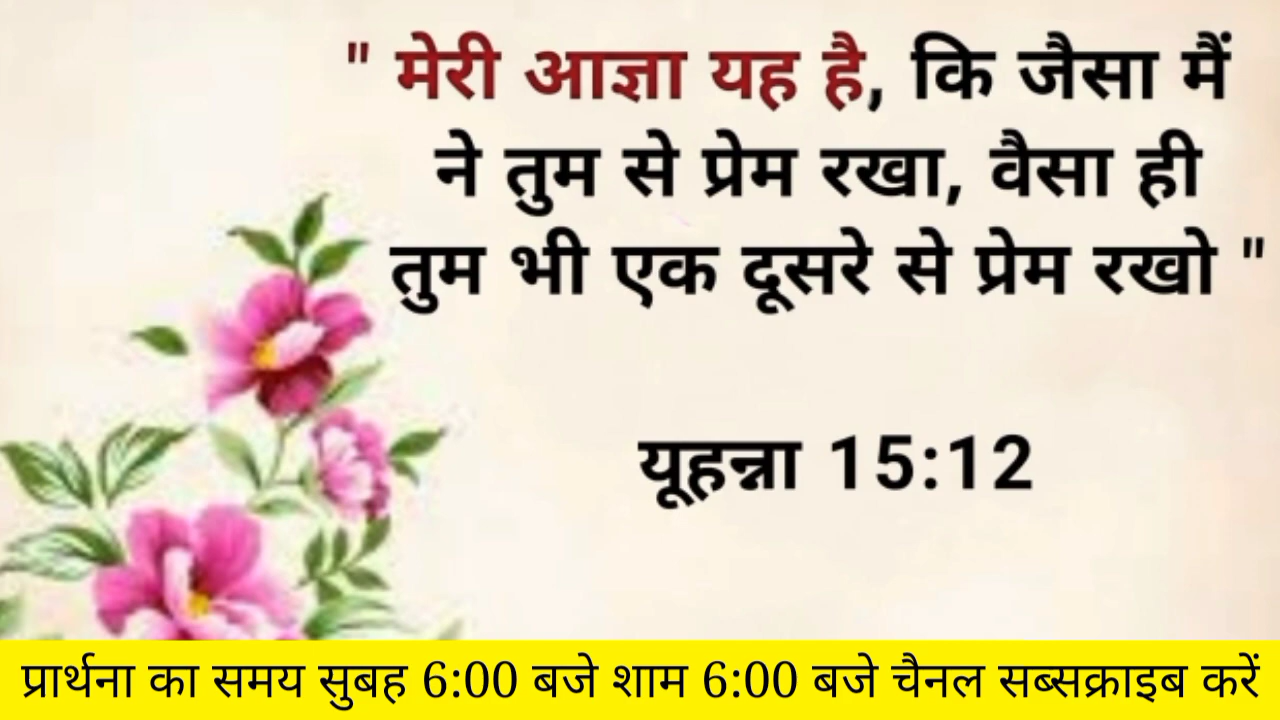 " मेरी आज्ञा यह है, कि जैसा मैं
ने तुम से प्रेम रखा, वैसा ही
तुम भी एक दूसरे से प्रेम रखो "
यूहन्ना 15:12
प्रार्थना का समय सुबह 6:00 बजे शाम 6:00 बजे चैनल सब्सक्राइब करें